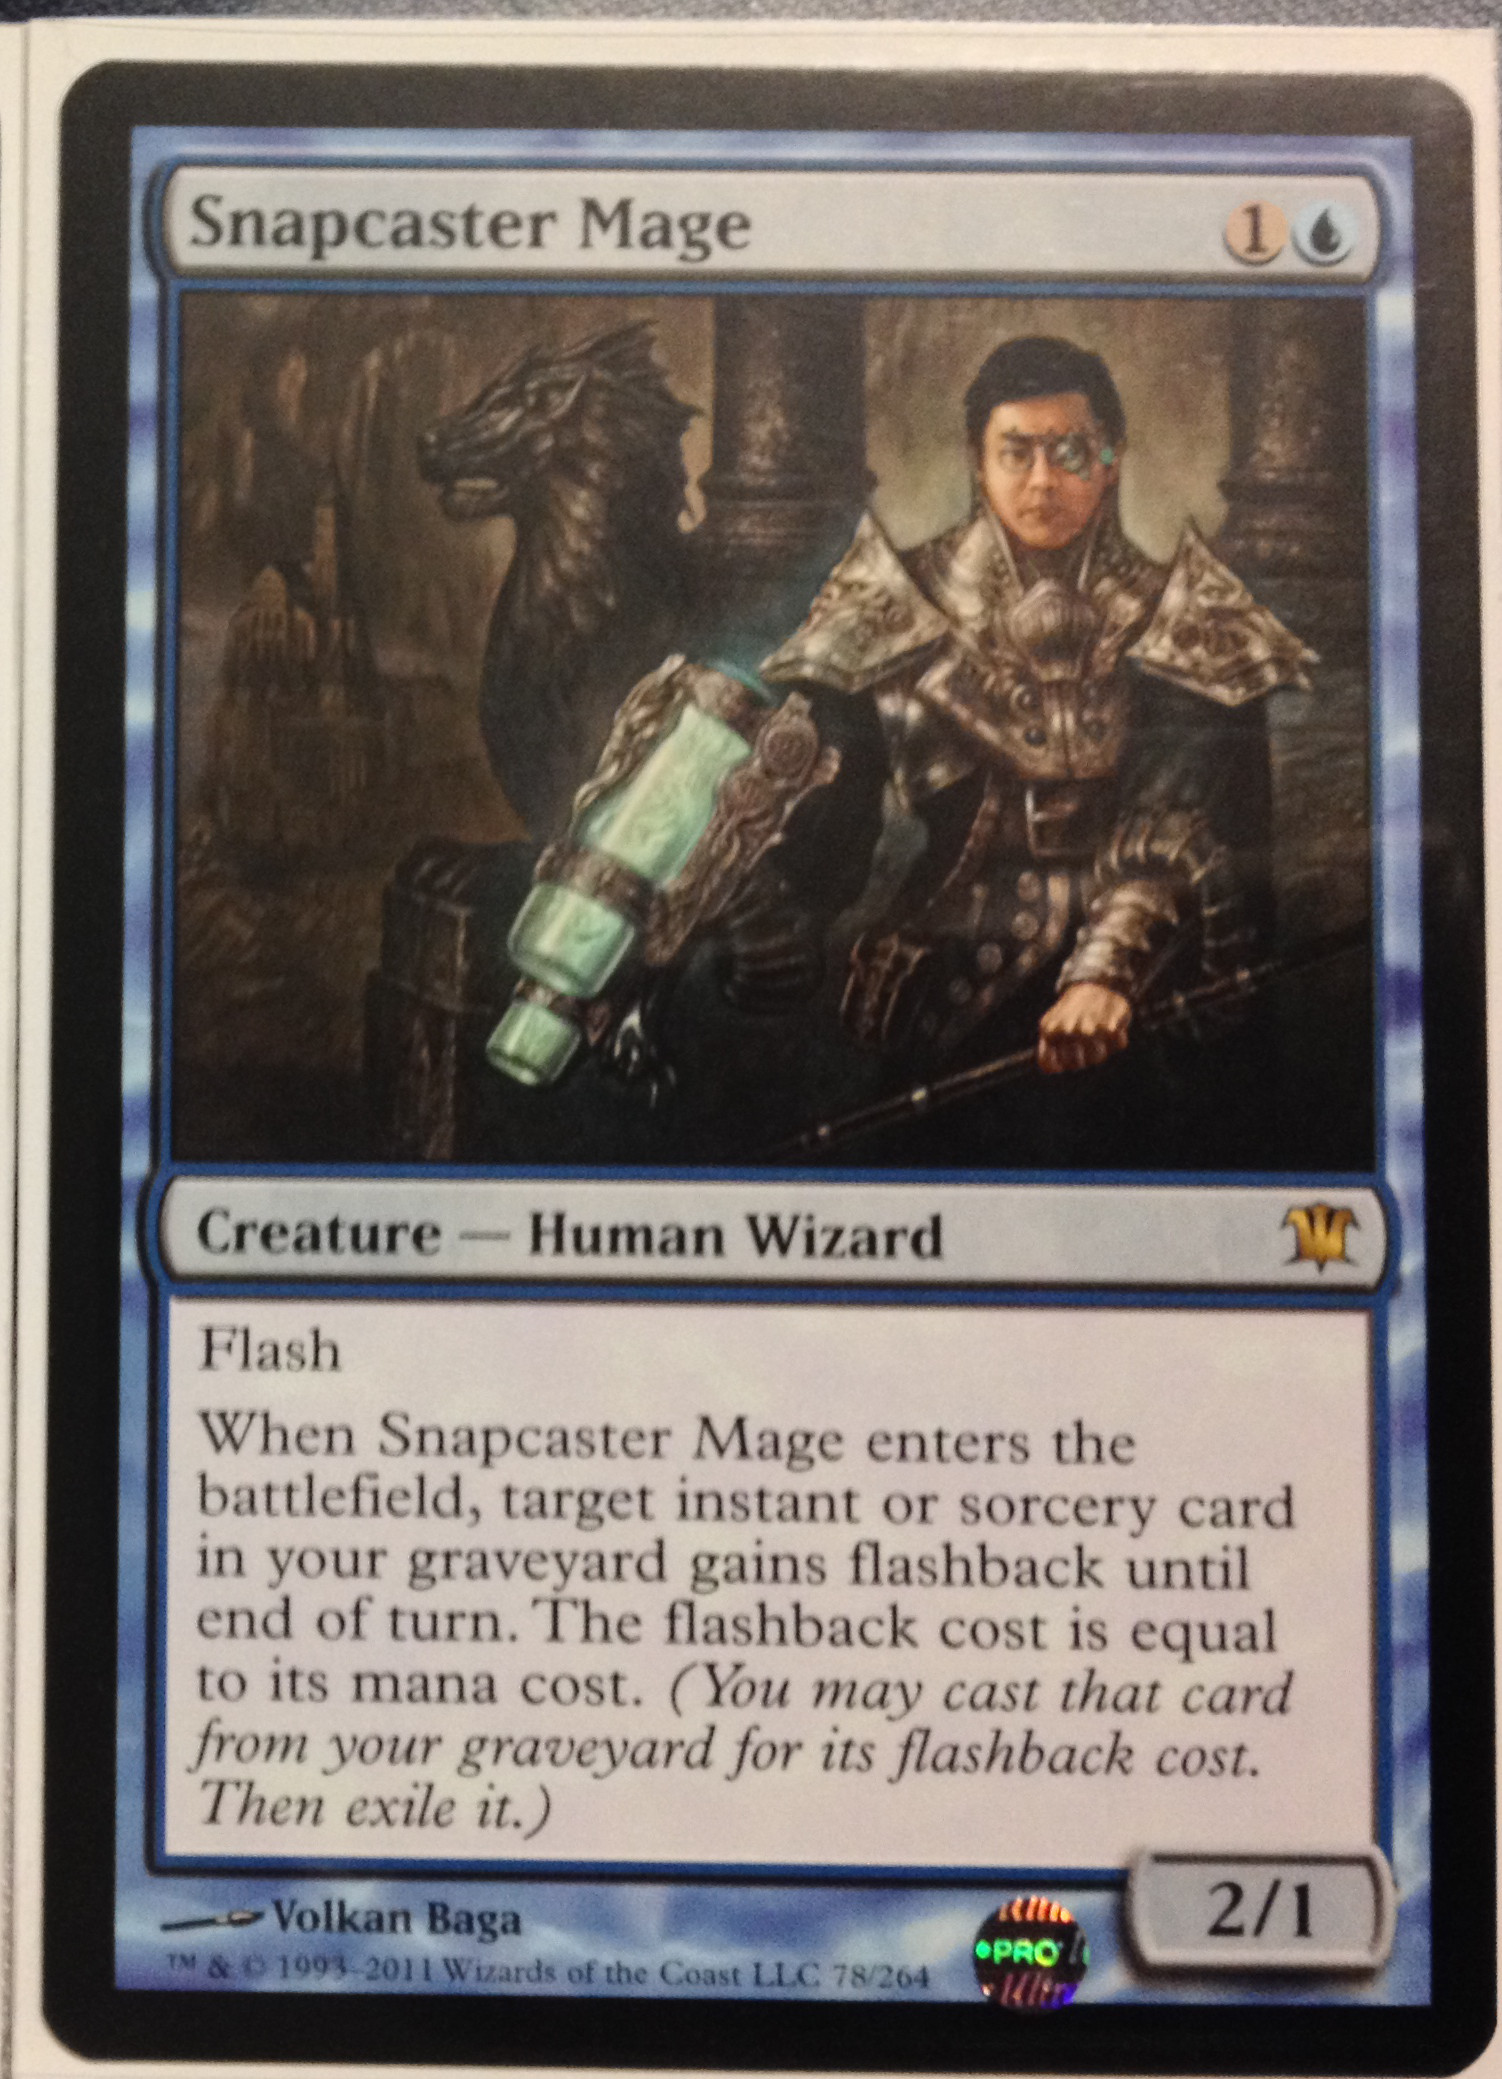 Snapcaster Mage 1
Creature — Human Wizard
Flash
When Snapcaster Mage enters the
battlefield, target instant or sorcery card
in your graveyard gains flashback until
end of turn. The flashback cost is equal
to its mana cost. (You may cast that card
from your graveyard for its flashback cost.
Then exile it.)
2/1
Volkan Baga
PRO
™ & © 1993–2011 Wizards of the Coast LLC 78/264